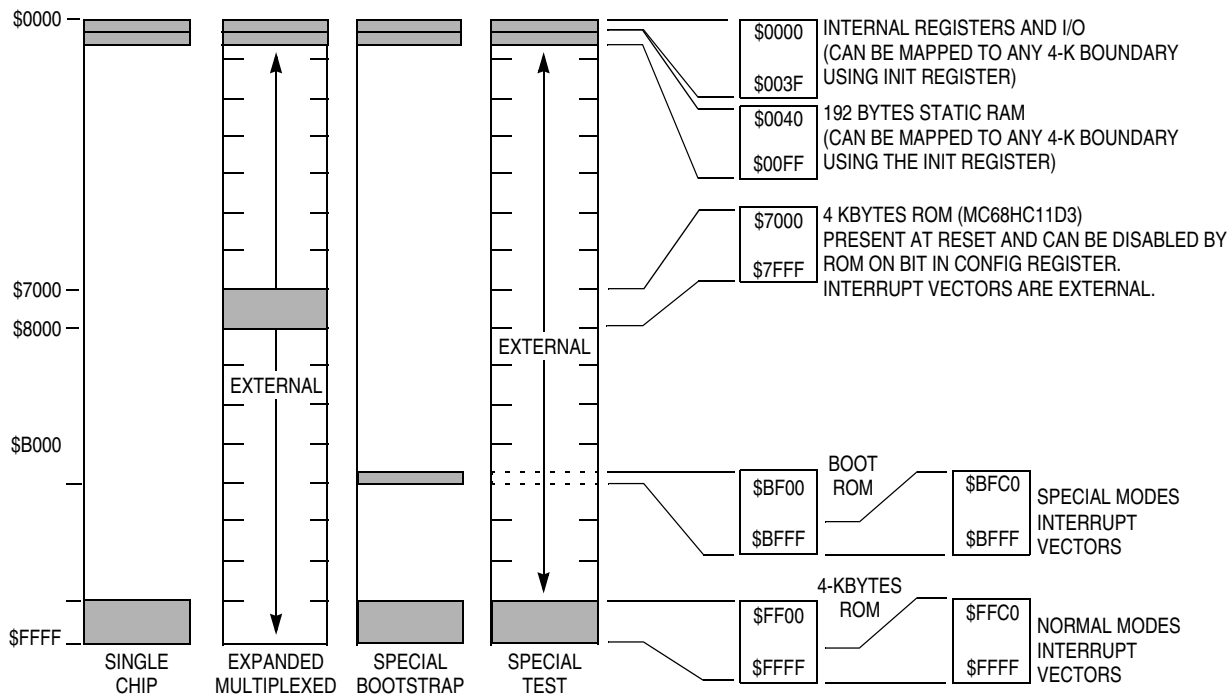 $0000
$7000
$8000
$B000
$FFFF
EXTERNAL
EXTERNAL
SINGLE
CHIP
EXPANDED
MULTIPLEXED
SPECIAL
BOOTSTRAP
SPECIAL
TEST
$0000
$003F
INTERNAL REGISTERS AND I/O
(CAN BE MAPPED TO ANY 4-K BOUNDARY
USING INIT REGISTER)
$0040
$00FF
192 BYTES STATIC RAM
(CAN BE MAPPED TO ANY 4-K BOUNDARY
USING THE INIT REGISTER)
$7000
$7FFF
4 KBYTES ROM (MC68HC11D3)
PRESENT AT RESET AND CAN BE DISABLED BY
ROM ON BIT IN CONFIG REGISTER.
INTERRUPT VECTORS ARE EXTERNAL.
$BF00
$BFFF
BOOT
ROM
$BFC0
$BFFF
SPECIAL MODES
INTERRUPT
VECTORS
$FF00
$FFFF
4-KBYTES
ROM
$FFC0
$FFFF
NORMAL MODES
INTERRUPT
VECTORS